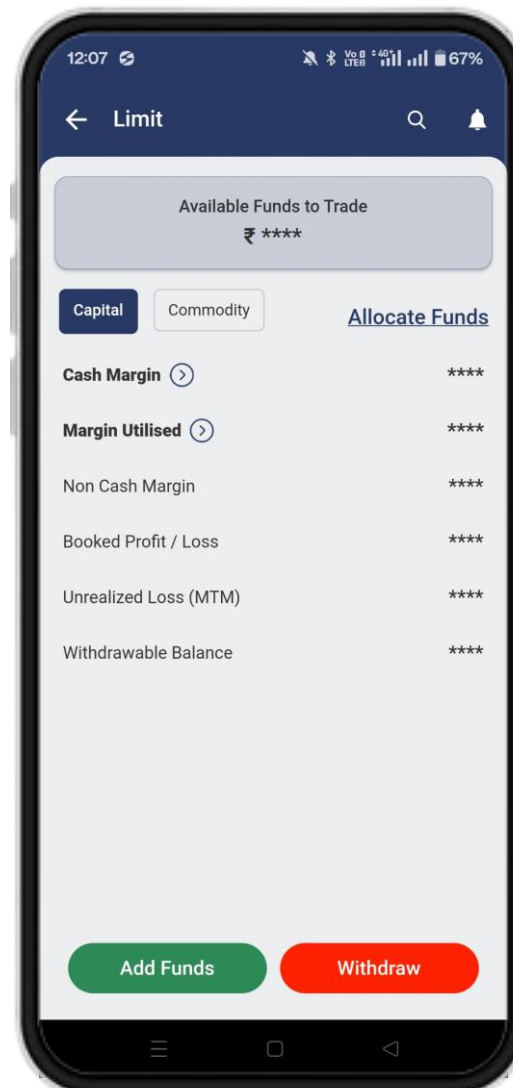 12:07 67%
Limit
Available Funds to Trade
₹ ****
Capital Commodity Allocate Funds
Cash Margin ****
Margin Utilised ****
Non Cash Margin ****
Booked Profit / Loss ****
Unrealized Loss (MTM) ****
Withdrawable Balance ****
Add Funds Withdraw